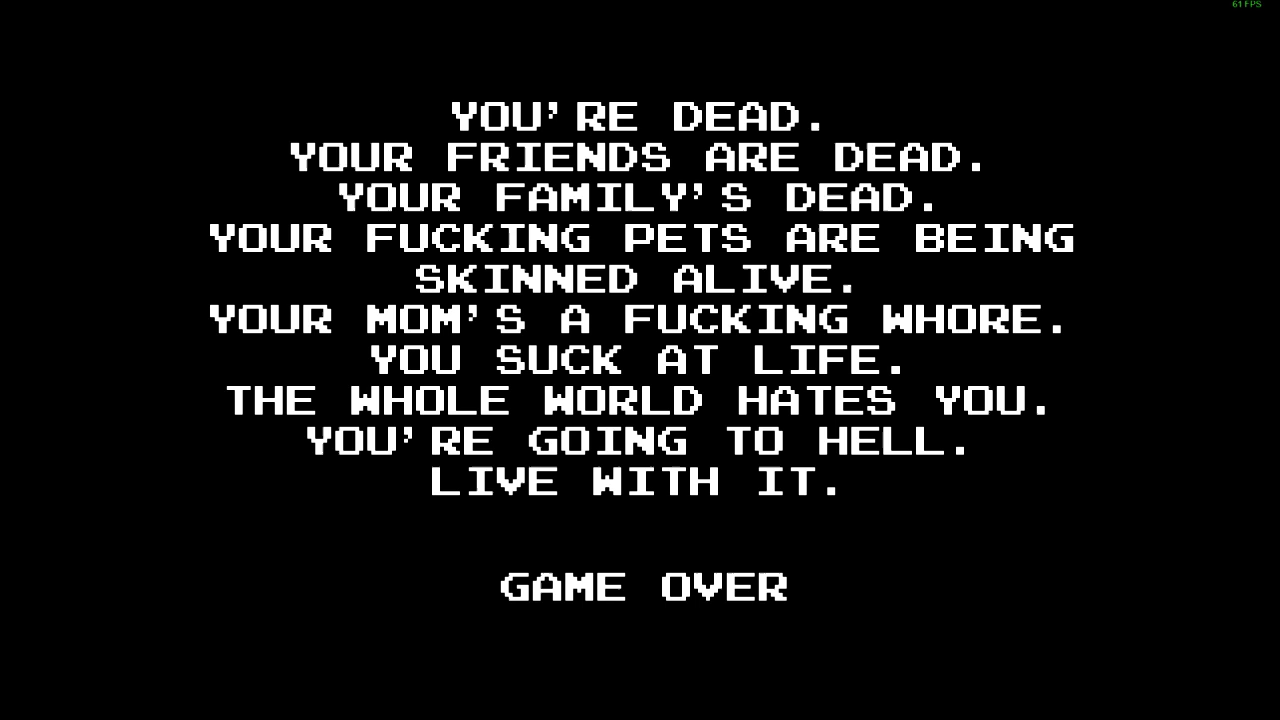 61 FPS
YOU'RE DEAD.
YOUR FRIENDS ARE DEAD.
YOUR FAMILY'S DEAD.
YOUR FUCKING PETS ARE BEING
SKINNED ALIVE.
YOUR MOM'S A FUCKING WHORE.
YOU SUCK AT LIFE.
THE WHOLE WORLD HATES YOU.
YOU'RE GOING TO HELL.
LIVE WITH IT.
GAME OVER